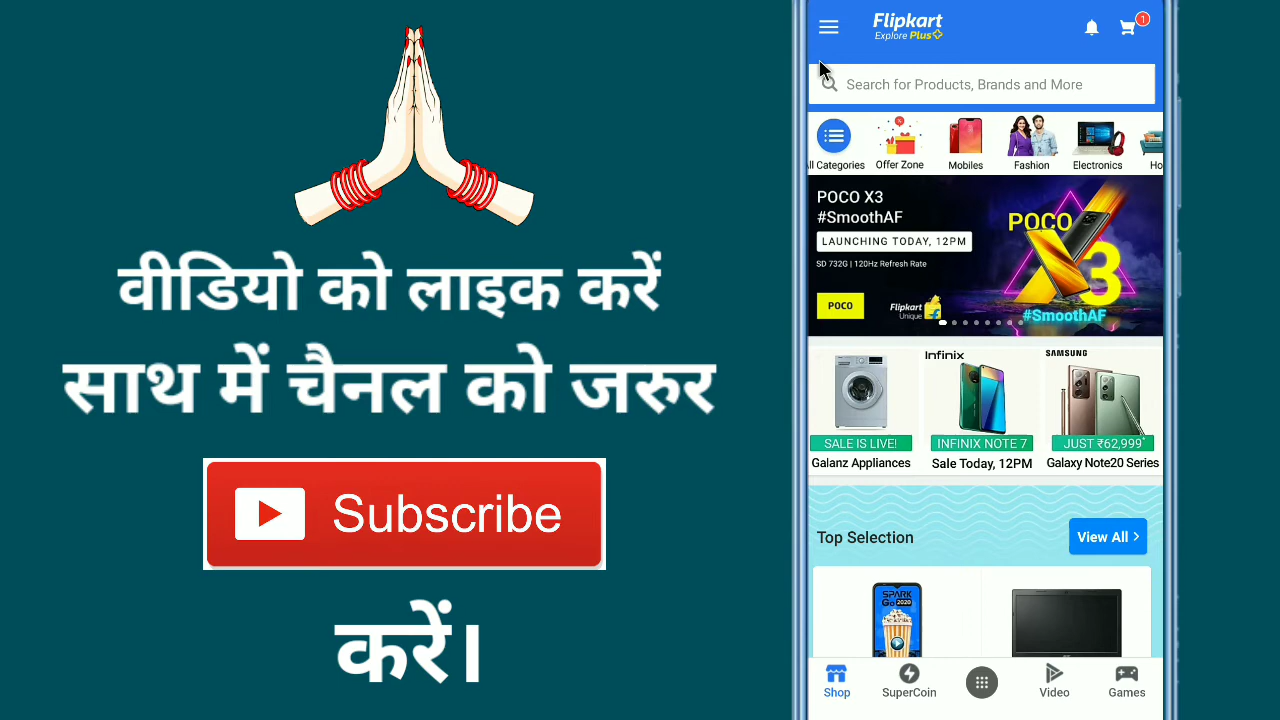 वीडियो को लाइक करें
साथ में चैनल को जरुर
Subscribe
करें।
Flipkart
Explore Plus
1
Search for Products, Brands and More
ll Categories
Offer Zone
Mobiles
Fashion
Electronics
Ho
POCO X3
#SmoothAF
LAUNCHING TODAY, 12PM
SD 732G | 120Hz Refresh Rate
POCO
Flipkart
Unique
POCO
3
#SmoothAF
Infinix
SAMSUNG
SALE IS LIVE!
INFINIX NOTE 7
JUST ₹62,999*
Galanz Appliances
Sale Today, 12PM
Galaxy Note20 Series
Top Selection
View All
SPARK
Go 2020
Shop
SuperCoin
Video
Games